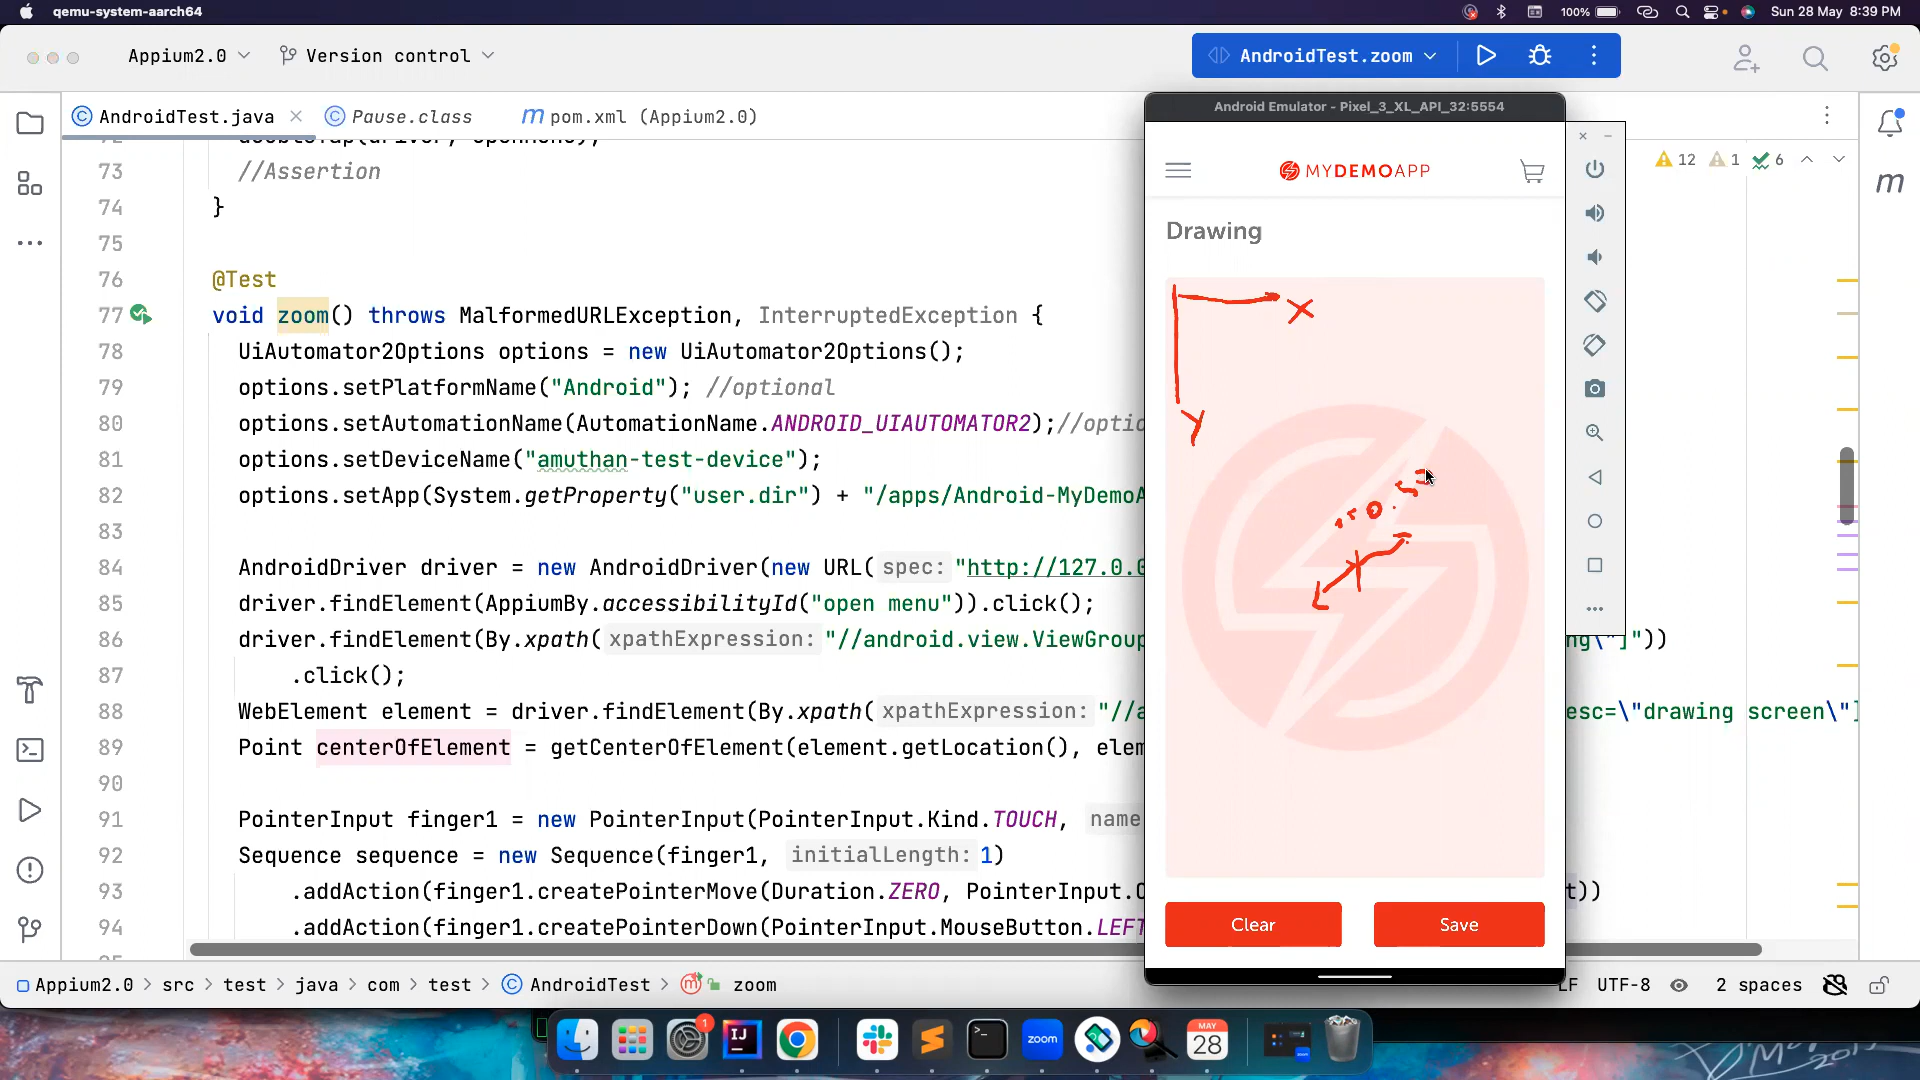 qemu-system-aarch64
100%
Sun 28 May 8:39 PM
Appium2.0
Version control
AndroidTest.zoom
AndroidTest.java
Pause.class
m pom.xml (Appium2.0)
12
1
6
m
73 //Assertion
74 }
75
76 @Test
77 void zoom() throws MalformedURLException, InterruptedException {
78 UiAutomator2Options options = new UiAutomator2Options();
79 options.setPlatformName("Android"); //optional
80 options.setAutomationName(AutomationName.ANDROID_UIAUTOMATOR2);//optio
81 options.setDeviceName("amuthan-test-device");
82 options.setApp(System.getProperty("user.dir") + "/apps/Android-MyDemoA
83
84 AndroidDriver driver = new AndroidDriver(new URL( spec: "http://127.0.0
85 driver.findElement(AppiumBy.accessibilityId("open menu")).click();
86 driver.findElement(By.xpath( xpathExpression: "//android.view.ViewGroup ng\"]"))
87 .click();
88 WebElement element = driver.findElement(By.xpath( xpathExpression: "//a esc=\"drawing screen\"]
89 Point centerOfElement = getCenterOfElement(element.getLocation(), elem
90
91 PointerInput finger1 = new PointerInput(PointerInput.Kind.TOUCH, name
92 Sequence sequence = new Sequence(finger1, initialLength: 1)
93 .addAction(finger1.createPointerMove(Duration.ZERO, PointerInput.O t))
94 .addAction(finger1.createPointerDown(PointerInput.MouseButton.LEFT
Android Emulator - Pixel_3_XL_API_32:5554
MYDEMOAPP
Drawing
X
Y
Clear
Save
Appium2.0 > src > test > java > com > test > AndroidTest > zoom
LF UTF-8 2 spaces
1
IJ
zoom
MAY
28